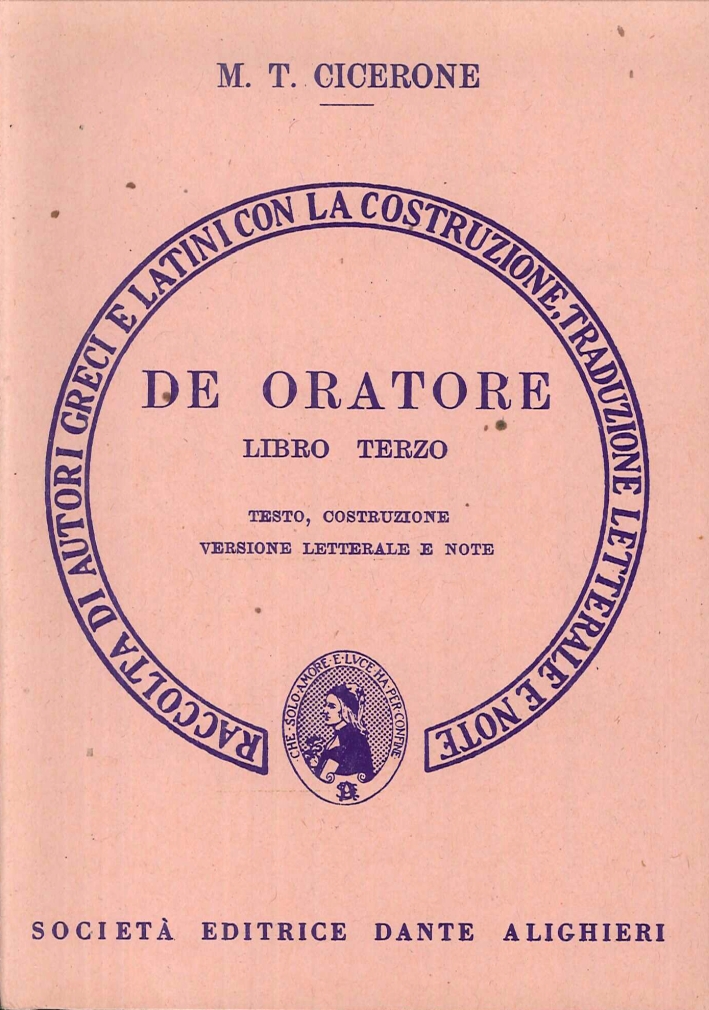 M. T. CICERONE
RACCOLTA DI AUTORI GRECI E LATINI CON LA COSTRUZIONE, TRADUZIONE LETTERALE E NOTE
DE ORATORE
LIBRO TERZO
TESTO, COSTRUZIONE
VERSIONE LETTERALE E NOTE
CHE·SOLO·AMORE·E·LVCE·HA·PER·CONFINE
SOCIETÀ EDITRICE DANTE ALIGHIERI